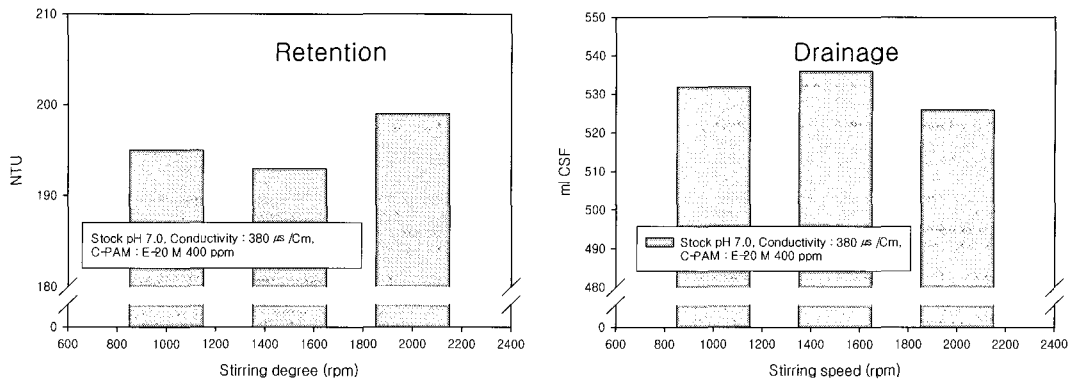 Retention
NTU
210
200
190
180
0
Stock pH 7.0, Conductivity : 380 ㎲ /Cm,
C-PAM : E-20 M 400 ppm
600 800 1000 1200 1400 1600 1800 2000 2200 2400
Stirring degree (rpm)
Drainage
ml CSF
550
540
530
520
510
500
490
480
0
Stock pH 7.0, Conductivity : 380 ㎲ /Cm,
C-PAM : E-20 M 400 ppm
600 800 1000 1200 1400 1600 1800 2000 2200 2400
Stirring speed (rpm)